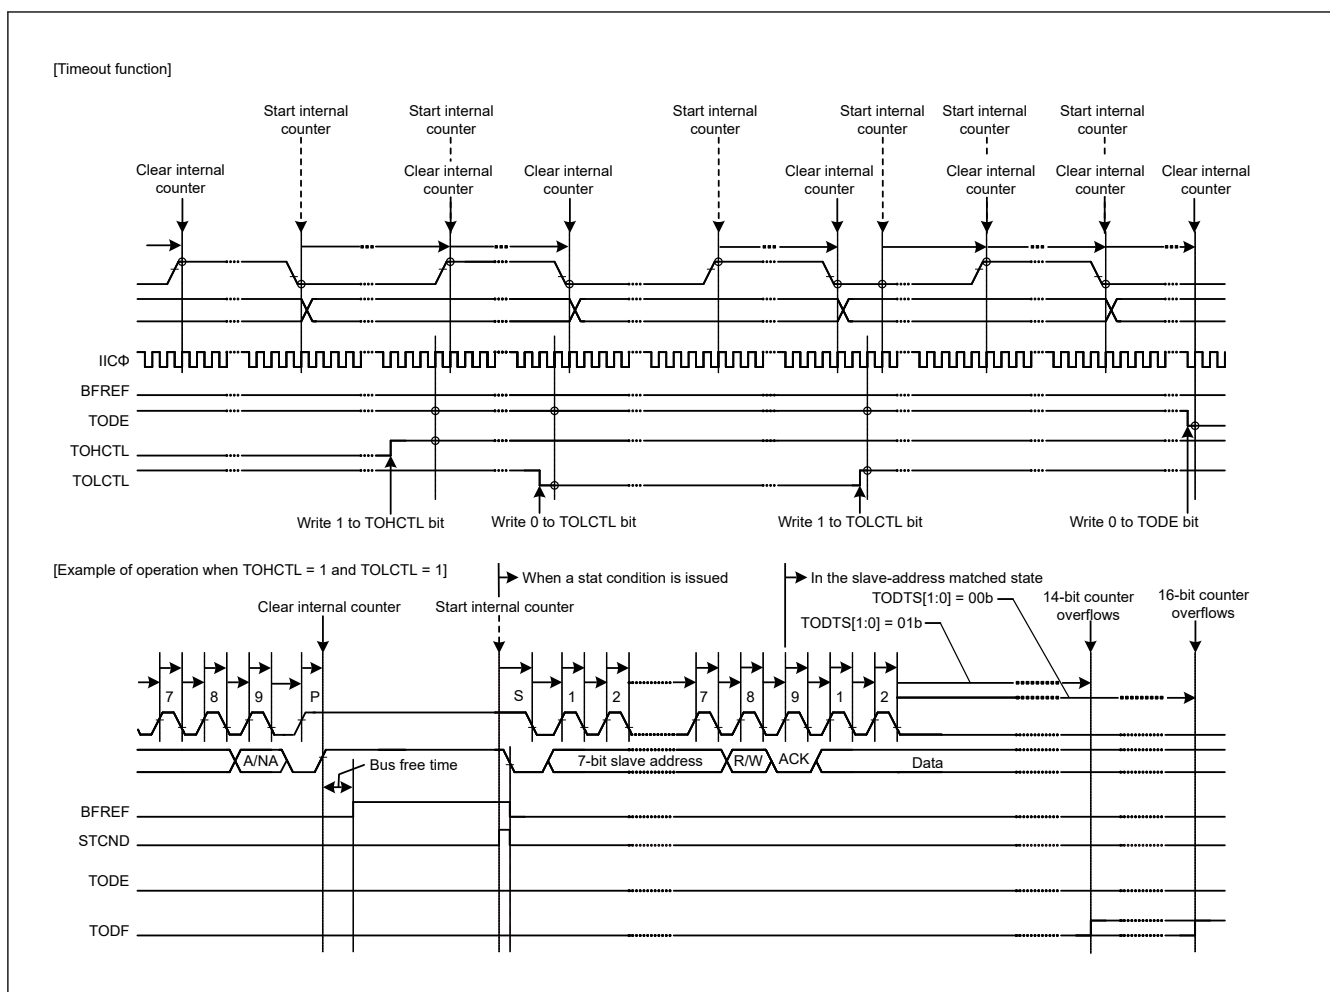 [Timeout function]
Start internal
counter
Start internal
counter
Start internal
counter
Start internal
counter
Start internal
counter
Start internal
counter
Clear internal
counter
Clear internal
counter
Clear internal
counter
Clear internal
counter
Clear internal
counter
Clear internal
counter
Clear internal
counter
IICΦ
BFREF
TODE
TOHCTL
TOLCTL
Write 1 to TOHCTL bit
Write 0 to TOLCTL bit
Write 1 to TOLCTL bit
Write 0 to TODE bit
[Example of operation when TOHCTL = 1 and TOLCTL = 1]
When a stat condition is issued
In the slave-address matched state
TODTS[1:0] = 00b
TODTS[1:0] = 01b
14-bit counter
overflows
16-bit counter
overflows
Clear internal counter
Start internal counter
7 8 9 P S 1 2 7 8 9 1 2
A/NA
Bus free time
7-bit slave address
R/W
ACK
Data
BFREF
STCND
TODE
TODF